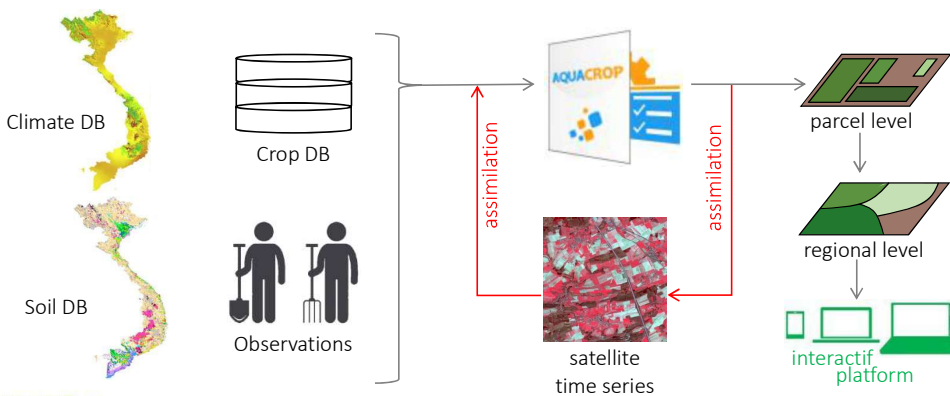 Climate DB
Crop DB
Soil DB
Observations
assimilation
AQUACROP
satellite
time series
assimilation
parcel level
regional level
interactif
platform